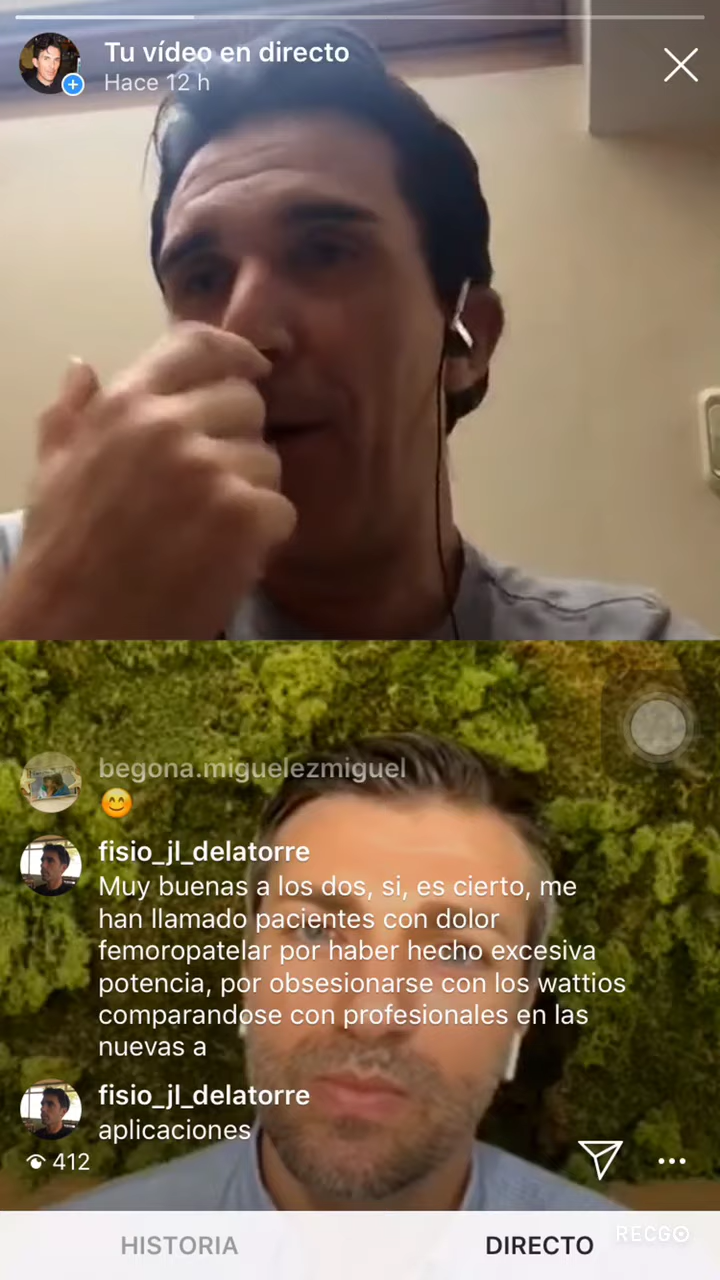 Tu vídeo en directo
Hace 12 h
begona.miguelezmiguel
😊
fisio_jl_delatorre
Muy buenas a los dos, si, es cierto, me
han llamado pacientes con dolor
femoropatelar por haber hecho excesiva
potencia, por obsesionarse con los wattios
comparandose con profesionales en las
nuevas a
fisio_jl_delatorre
aplicaciones
412
HISTORIA
DIRECTO
RECGO